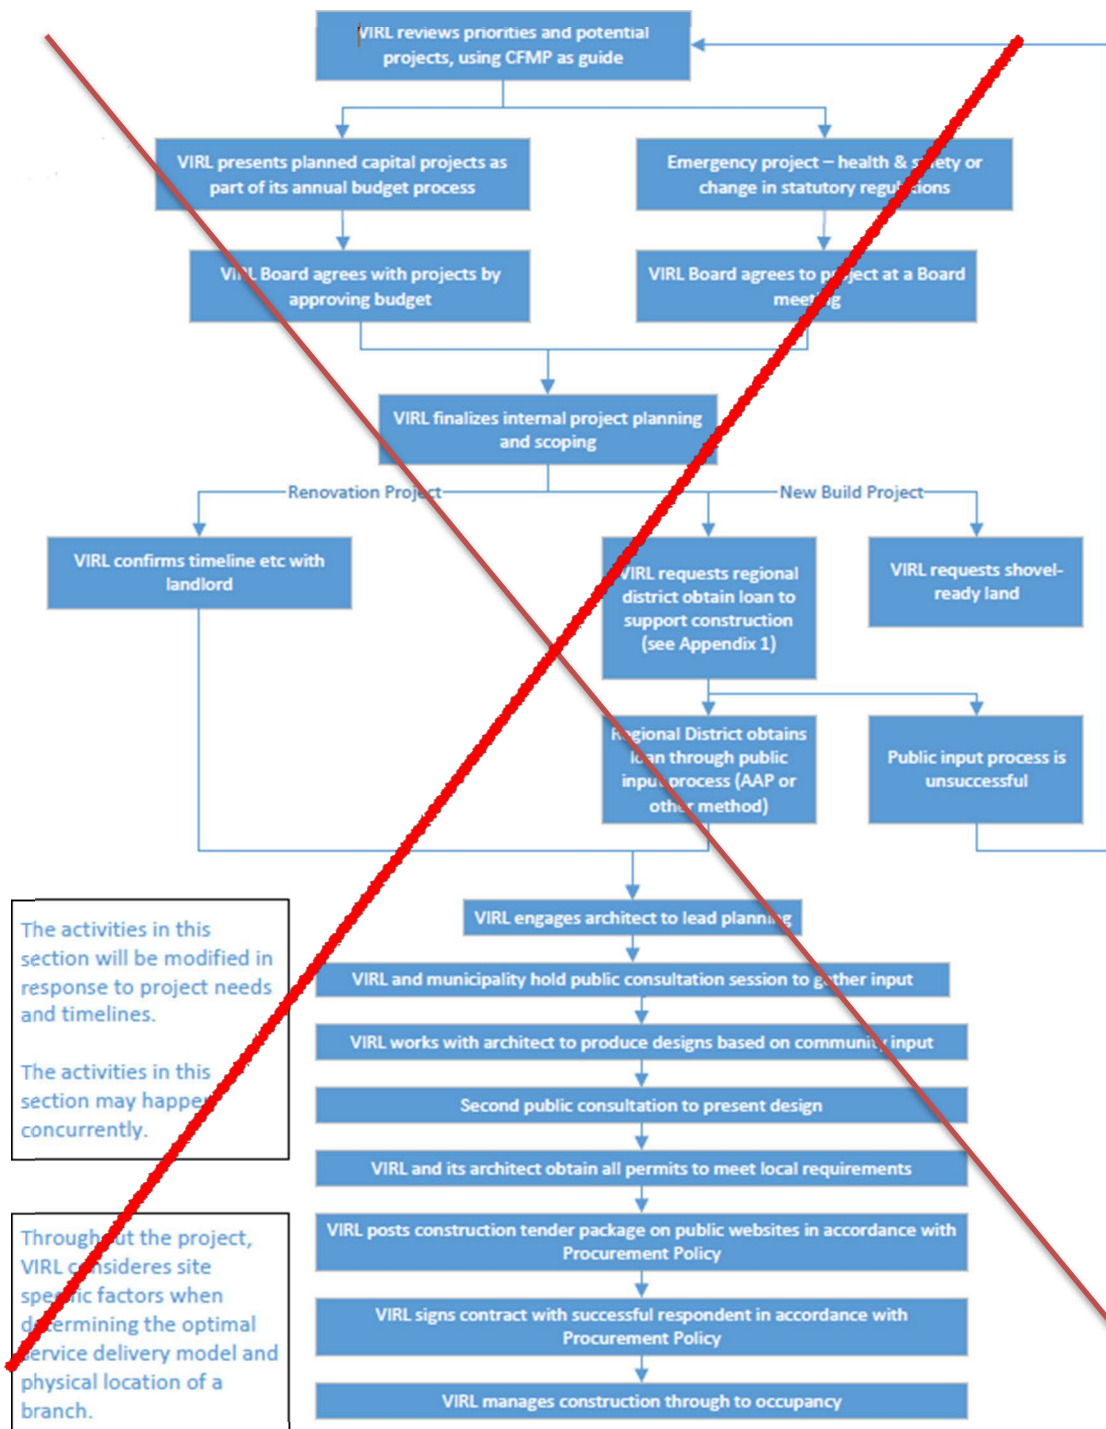 VIRL reviews priorities and potential
projects, using CFMP as guide
VIRL presents planned capital projects as
part of its annual budget process
Emergency project – health & safety or
change in statutory regulations
VIRL Board agrees with projects by
approving budget
VIRL Board agrees to project at a Board
meeting
VIRL finalizes internal project planning
and scoping
Renovation Project
New Build Project
VIRL confirms timeline etc with
landlord
VIRL requests regional
district obtain loan to
support construction
(see Appendix 1)
VIRL requests shovel-
ready land
Regional District obtains
loan through public
input process (AAP or
other method)
Public input process is
unsuccessful
The activities in this
section will be modified in
response to project needs
and timelines.
The activities in this
section may happen
concurrently.
VIRL engages architect to lead planning
VIRL and municipality hold public consultation session to gather input
VIRL works with architect to produce designs based on community input
Second public consultation to present design
VIRL and its architect obtain all permits to meet local requirements
Throughout the project,
VIRL consideres site
specific factors when
determining the optimal
service delivery model and
physical location of a
branch.
VIRL posts construction tender package on public websites in accordance with
Procurement Policy
VIRL signs contract with successful respondent in accordance with
Procurement Policy
VIRL manages construction through to occupancy